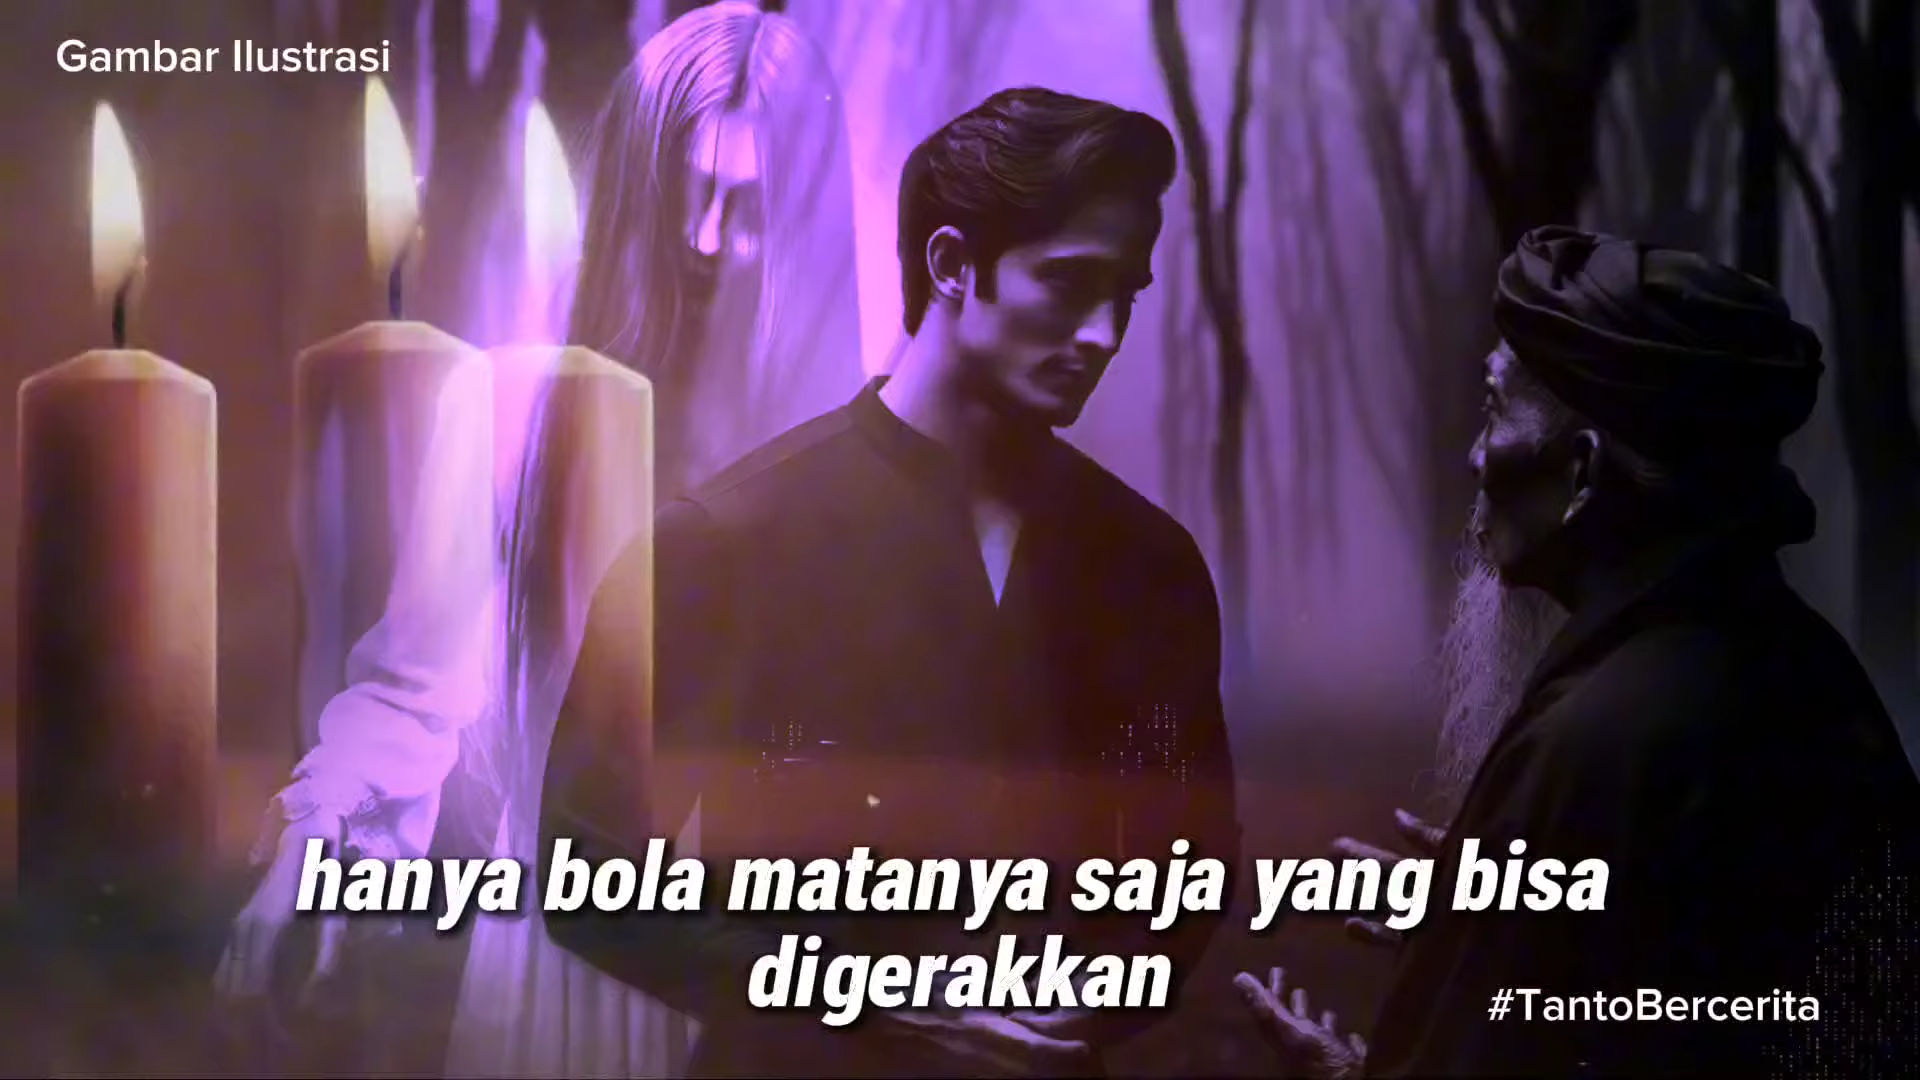 Gambar Ilustrasi
hanya bola matanya saja yang bisa
digerakkan
#TantoBercerita